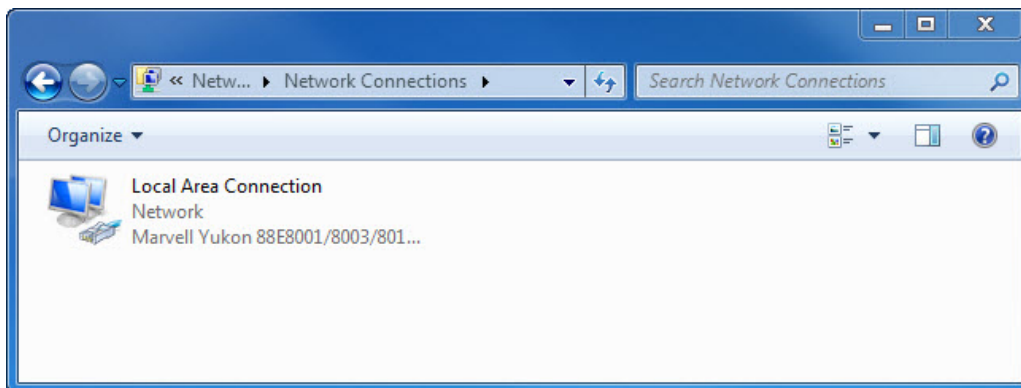 « Netw... Network Connections
Search Network Connections
Organize
Local Area Connection
Network
Marvell Yukon 88E8001/8003/801...